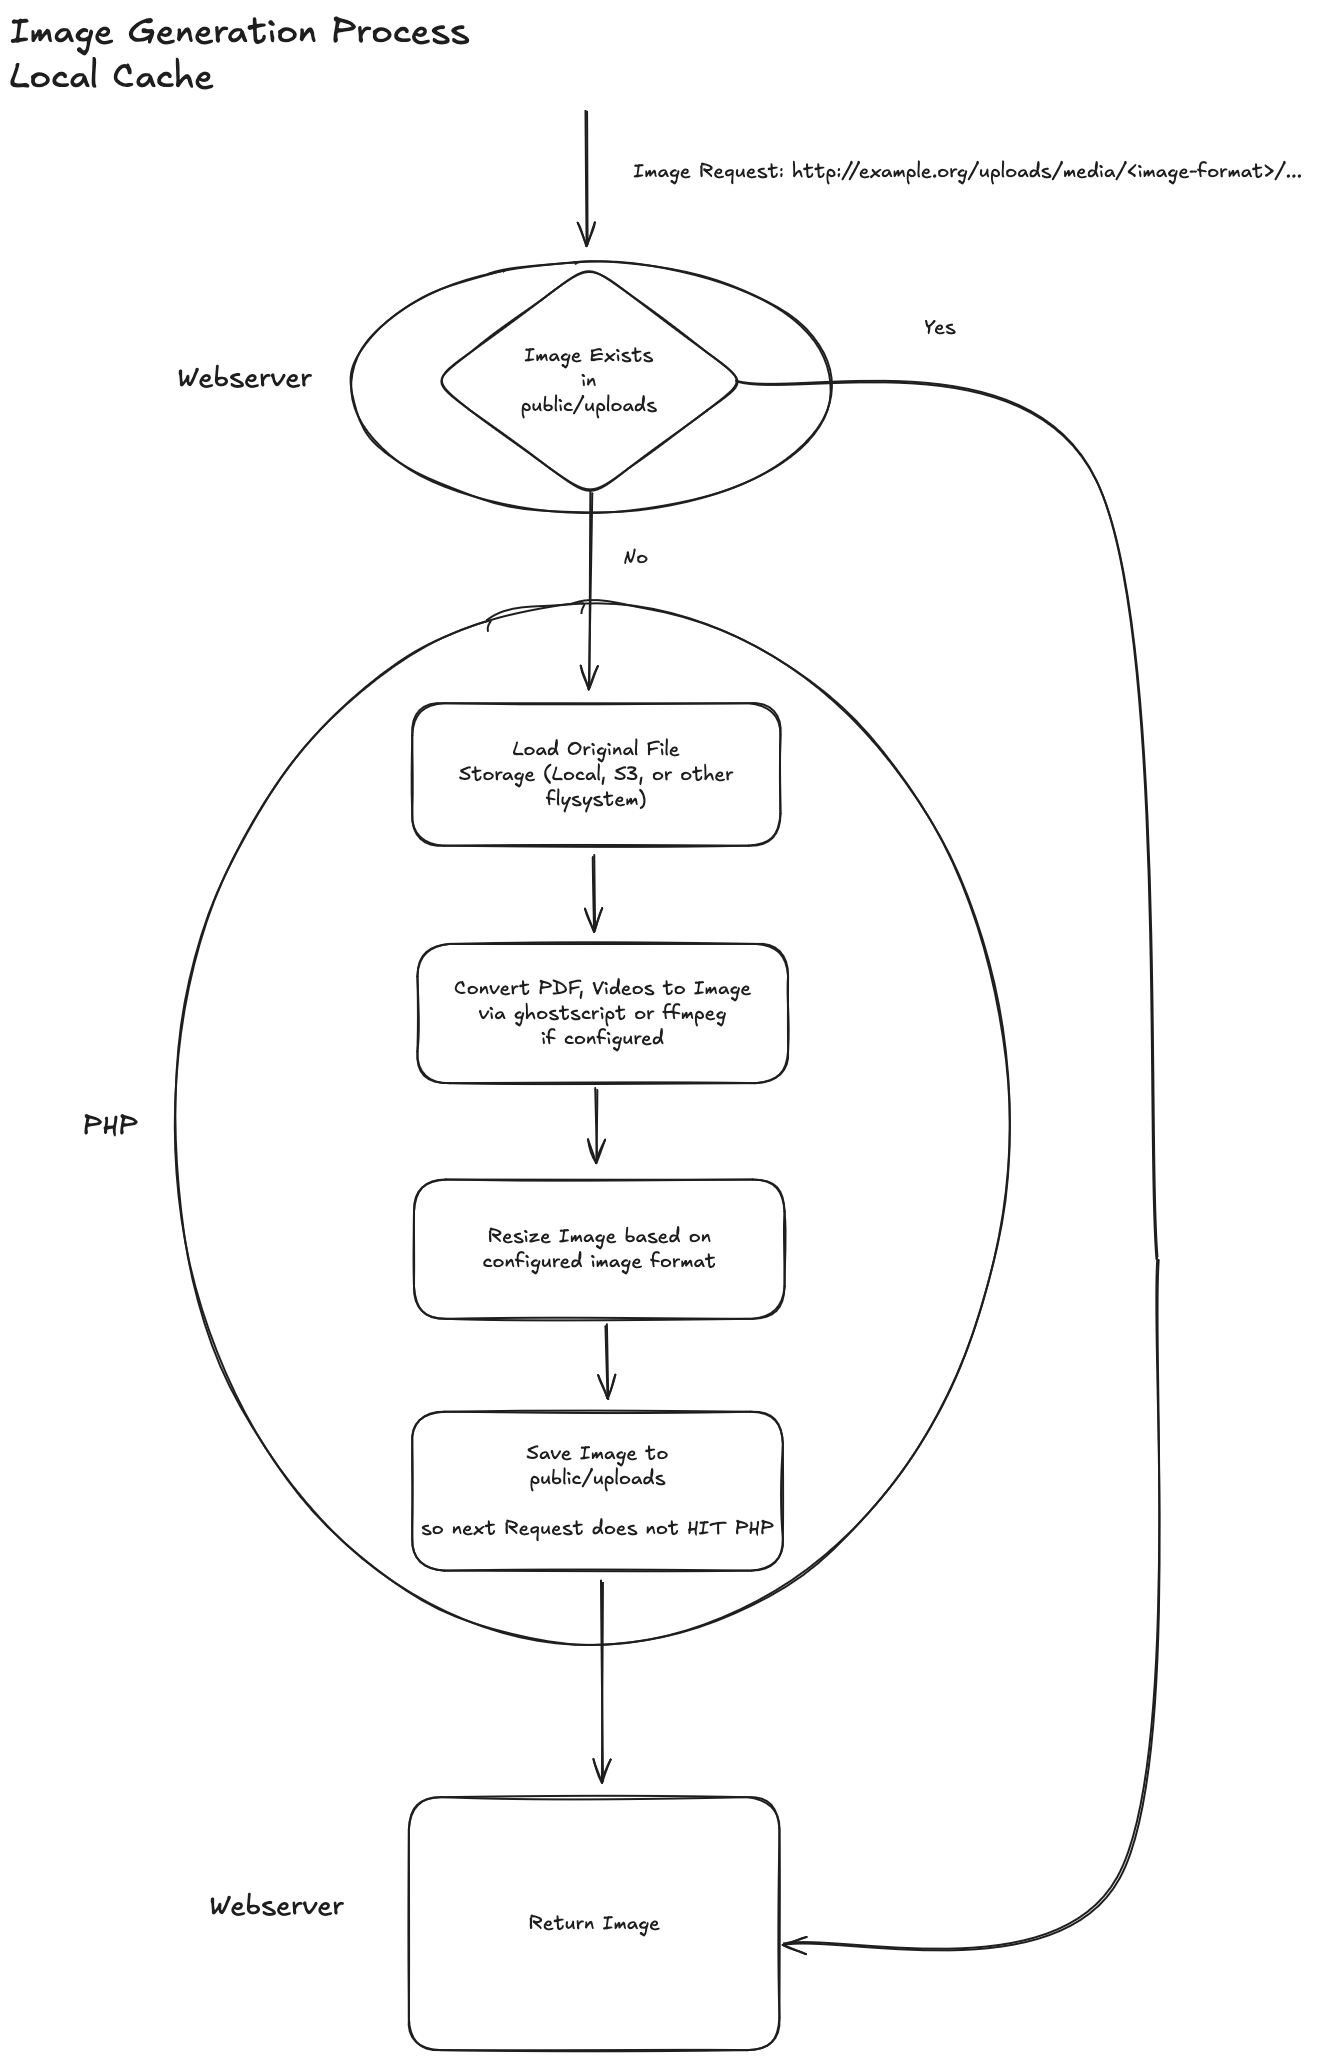 Image Generation Process
Local Cache
Image Request: http://example.org/uploads/media/<image-format>/...
Yes
Webserver
Image Exists
in
public/uploads
No
Load Original File
Storage (Local, S3, or other
flysystem)
Convert PDF, Videos to Image
via ghostscript or ffmpeg
if configured
PHP
Resize Image based on
configured image format
Save Image to
public/uploads
so next Request does not HIT PHP
Webserver
Return Image